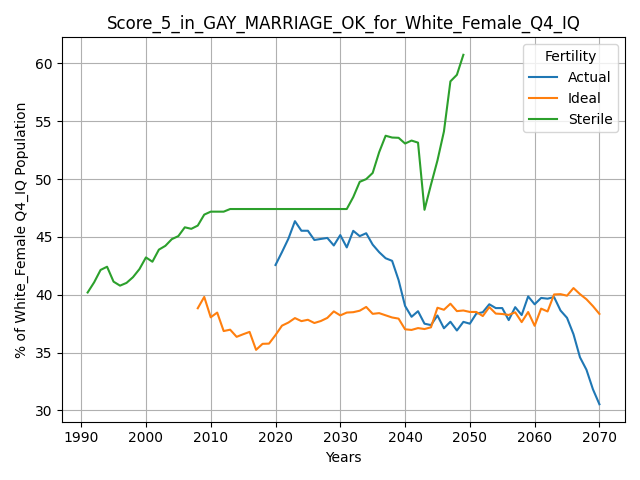 Score_5_in_GAY_MARRIAGE_OK_for_White_Female_Q4_IQ
% of White_Female Q4_IQ Population
60
55
50
45
40
35
30
Fertility
Actual
Ideal
Sterile
1990 2000 2010 2020 2030 2040 2050 2060 2070
Years